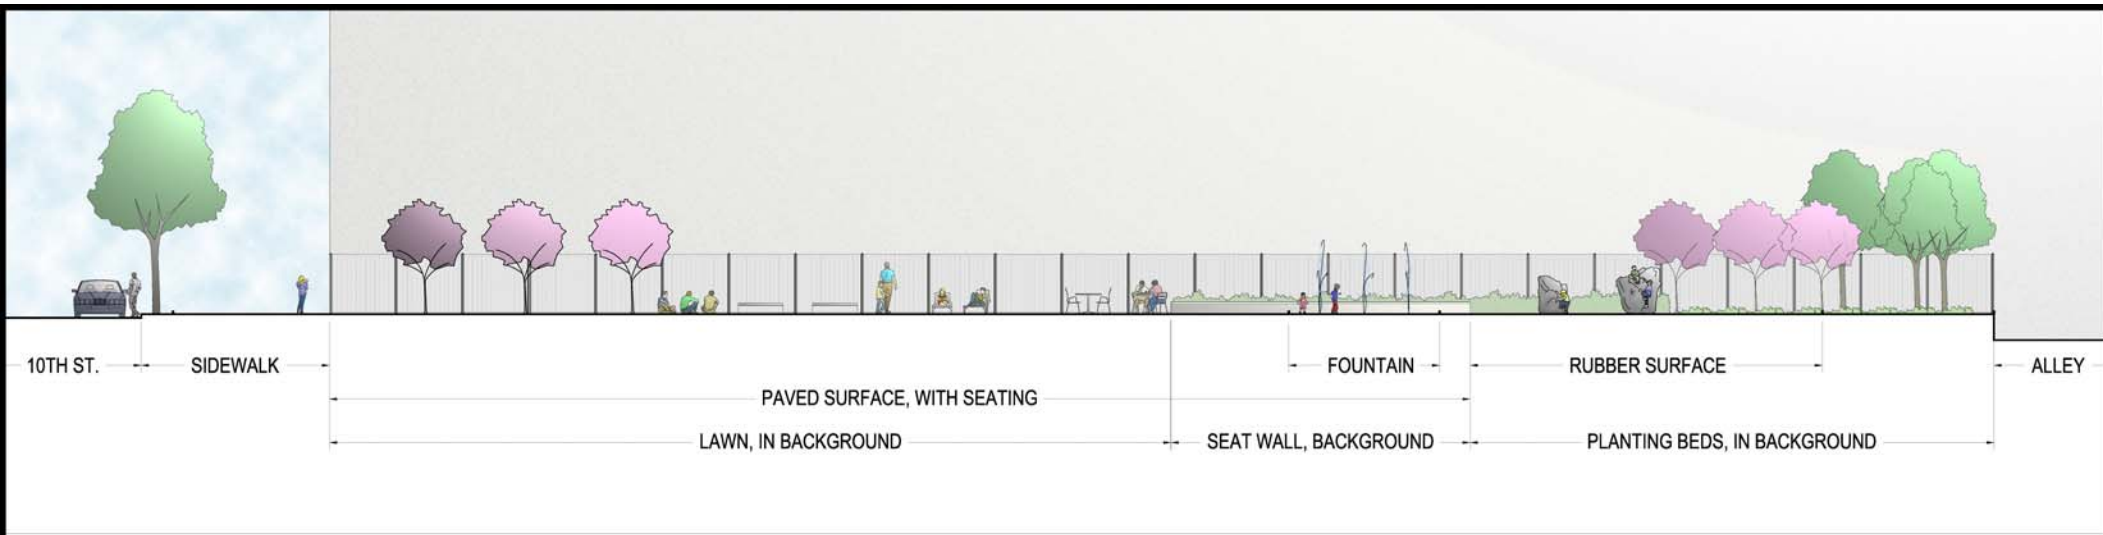 10TH ST.
SIDEWALK
FOUNTAIN
RUBBER SURFACE
ALLEY
PAVED SURFACE, WITH SEATING
LAWN, IN BACKGROUND
SEAT WALL, BACKGROUND
PLANTING BEDS, IN BACKGROUND